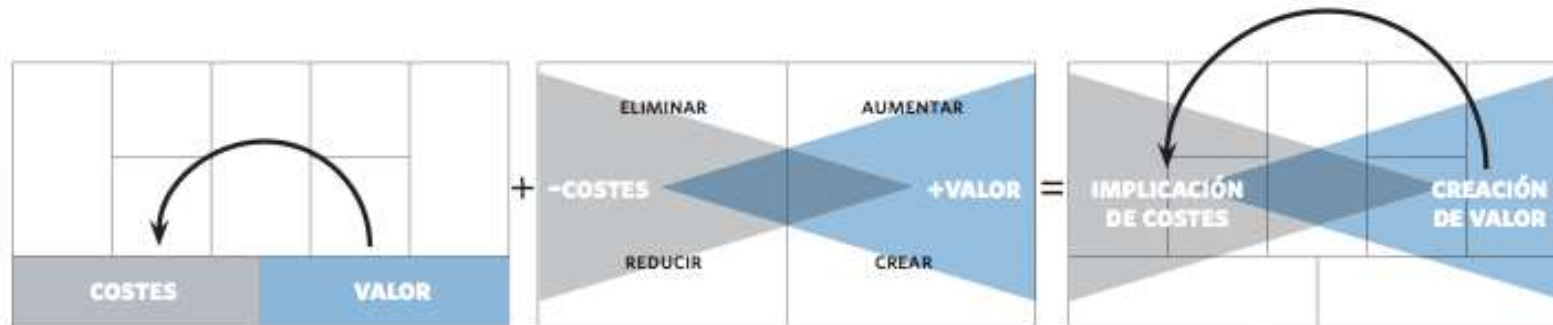 COSTES
VALOR
+
ELIMINAR
AUMENTAR
–COSTES
+VALOR
REDUCIR
CREAR
=
IMPLICACIÓN
DE COSTES
CREACIÓN
DE VALOR